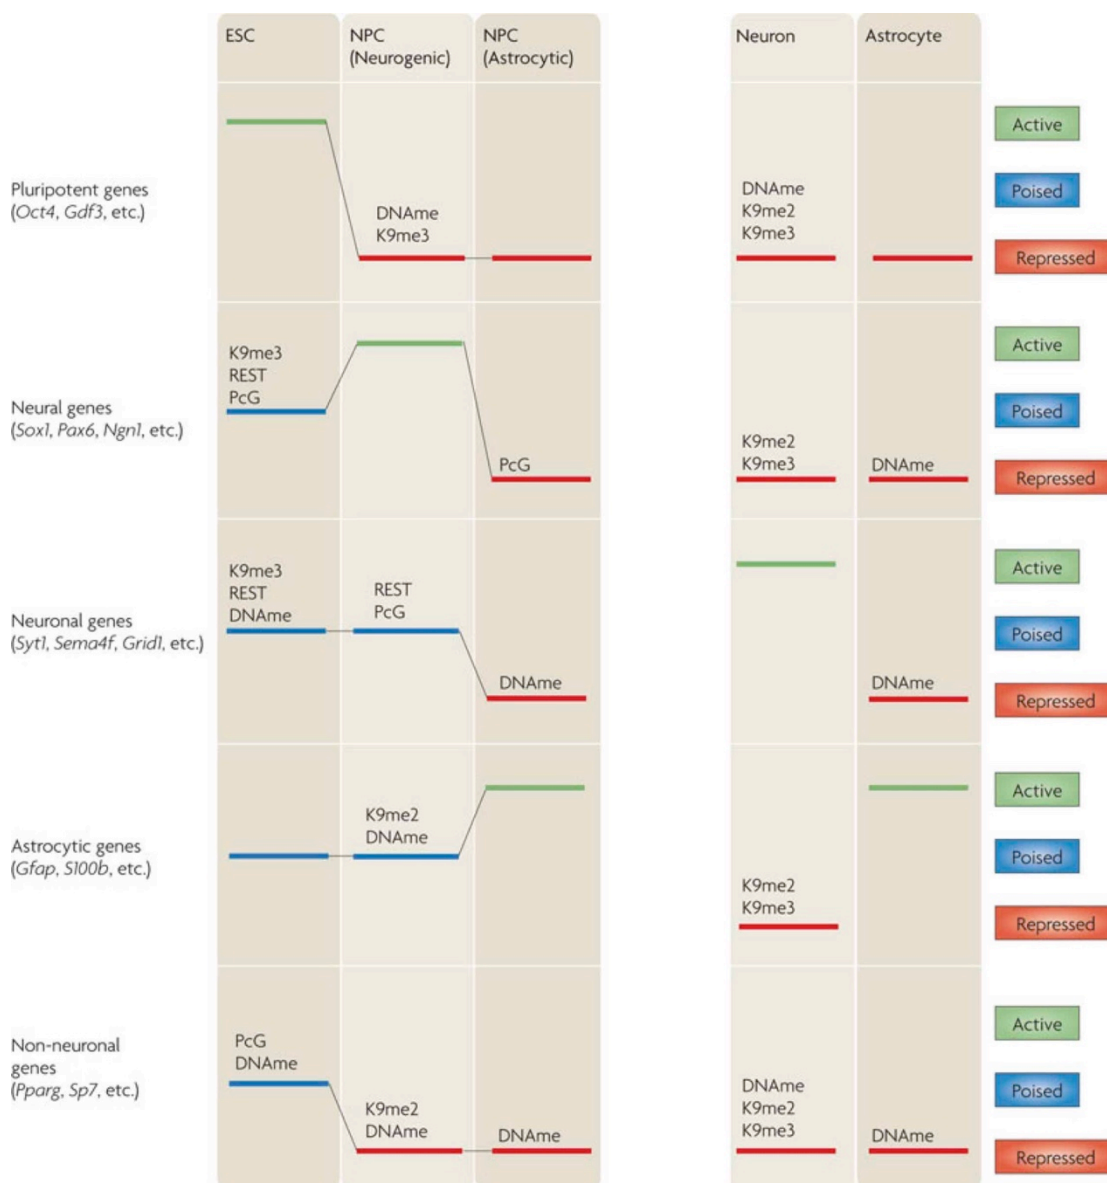 ESC
NPC
(Neurogenic)
NPC
(Astrocytic)
Neuron
Astrocyte
Pluripotent genes
(Oct4, Gdf3, etc.)
DNAme
K9me3
DNAme
K9me2
K9me3
Active
Poised
Repressed
Neural genes
(Sox1, Pax6, Ngn1, etc.)
K9me3
REST
PcG
PcG
K9me2
K9me3
DNAme
Active
Poised
Repressed
Neuronal genes
(Syt1, Sema4f, Grid1, etc.)
K9me3
REST
DNAme
REST
PcG
DNAme
DNAme
Active
Poised
Repressed
Astrocytic genes
(Gfap, S100b, etc.)
K9me2
DNAme
K9me2
K9me3
Active
Poised
Repressed
Non-neuronal
genes
(Pparg, Sp7, etc.)
PcG
DNAme
K9me2
DNAme
DNAme
DNAme
K9me2
K9me3
DNAme
Active
Poised
Repressed